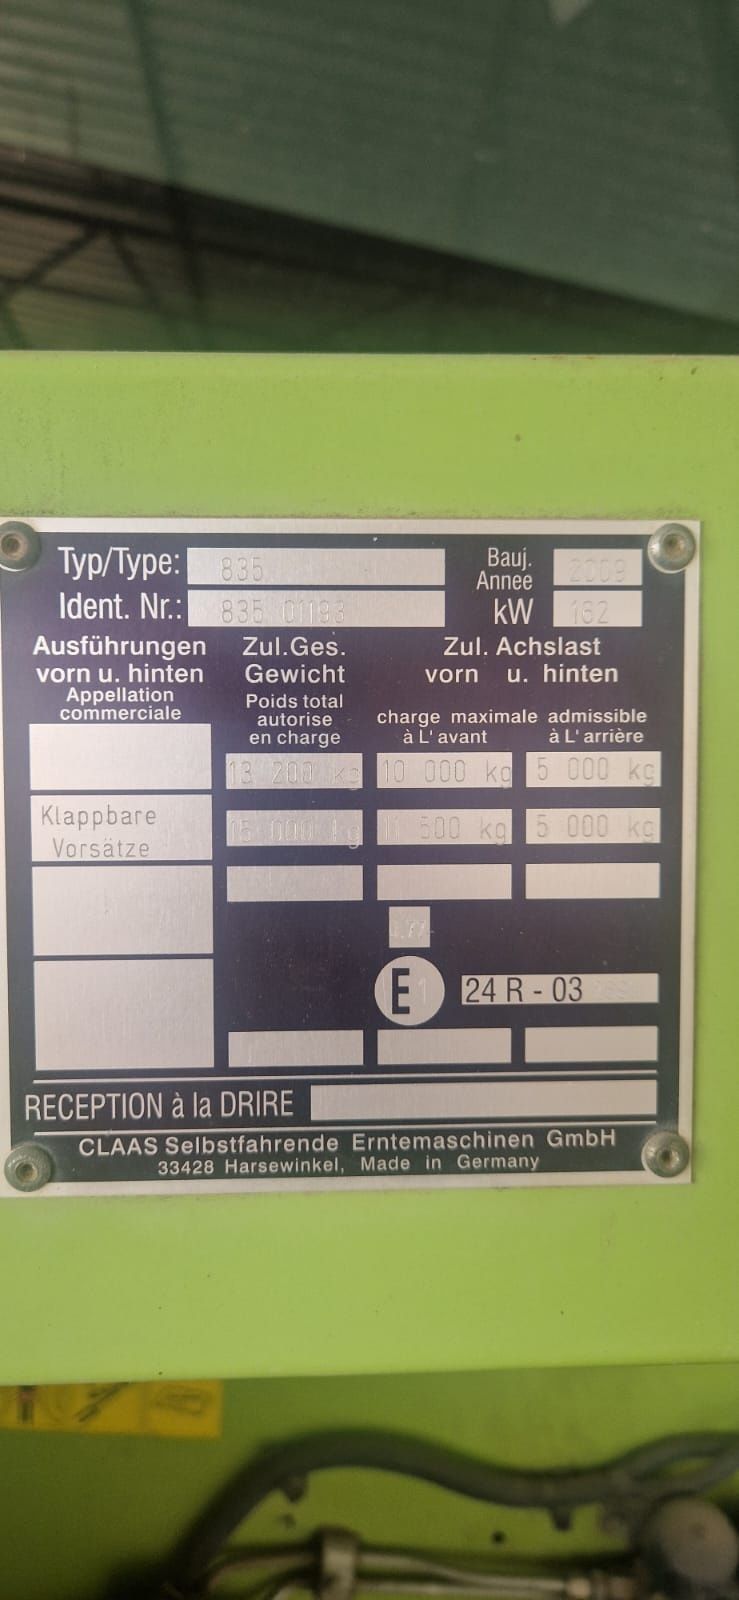 Typ/Type: 835
Bauj. Annee 2009
Ident. Nr.: 835 01193
kW 162
Ausführungen vorn u. hinten
Appellation commerciale
Zul.Ges. Gewicht
Poids total autorise en charge
Zul. Achslast
vorn u. hinten
charge maximale admissible
à L'avant à L'arrière
13 200 kg 10 000 kg 5 000 kg
Klappbare Vorsätze
15 000 kg 11 500 kg 5 000 kg
E 1 24 R - 03
RECEPTION à la DRIRE
CLAAS Selbstfahrende Erntemaschinen GmbH
33428 Harsewinkel, Made in Germany